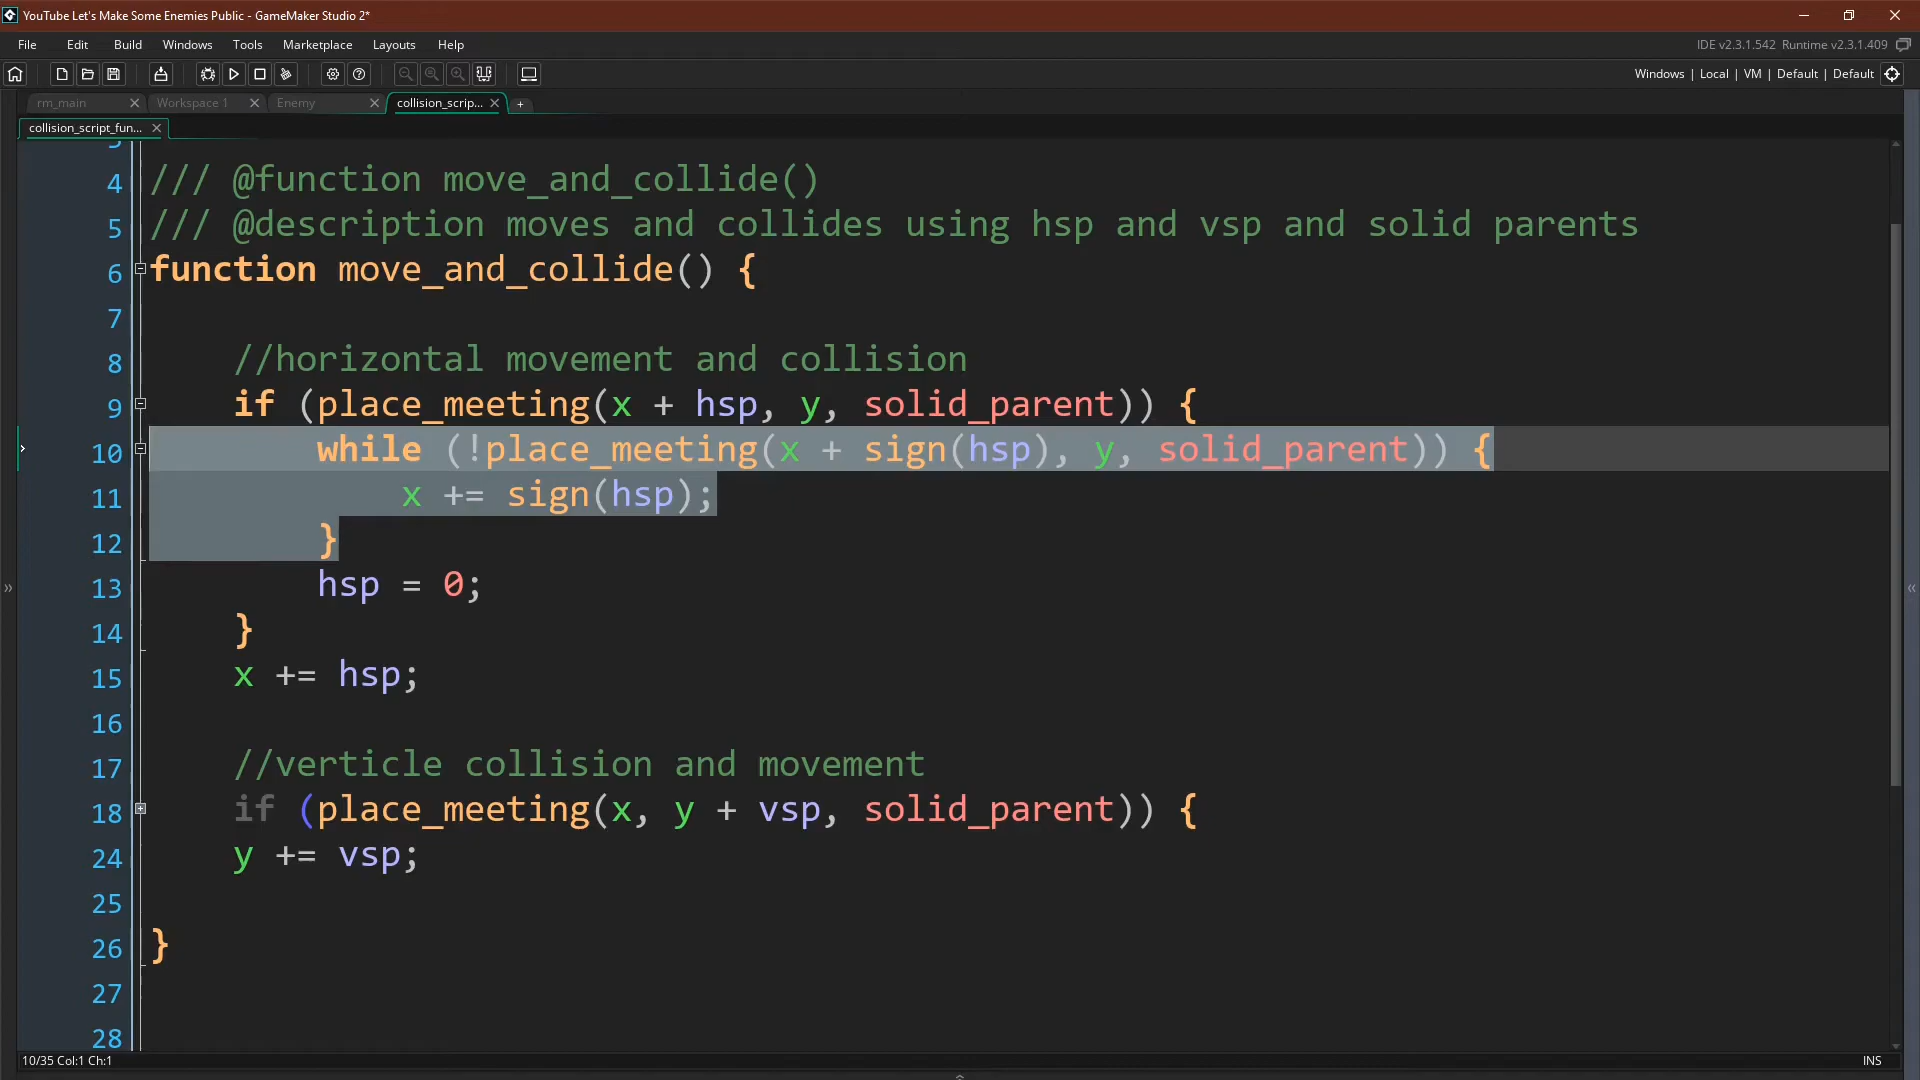 YouTube Let's Make Some Enemies Public - GameMaker Studio 2*
File Edit Build Windows Tools Marketplace Layouts Help
IDE v2.3.1.542 Runtime v2.3.1.409
Windows | Local | VM | Default | Default
rm_main Workspace 1 Enemy collision_scrip... +
collision_script_fun...
4 /// @function move_and_collide()
5 /// @description moves and collides using hsp and vsp and solid parents
6 function move_and_collide() {
7
8 //horizontal movement and collision
9 if (place_meeting(x + hsp, y, solid_parent)) {
10 while (!place_meeting(x + sign(hsp), y, solid_parent)) {
11 x += sign(hsp);
12 }
13 hsp = 0;
14 }
15 x += hsp;
16
17 //verticle collision and movement
18 if (place_meeting(x, y + vsp, solid_parent)) {
24 y += vsp;
25
26 }
27
28
10/35 Col:1 Ch:1
INS